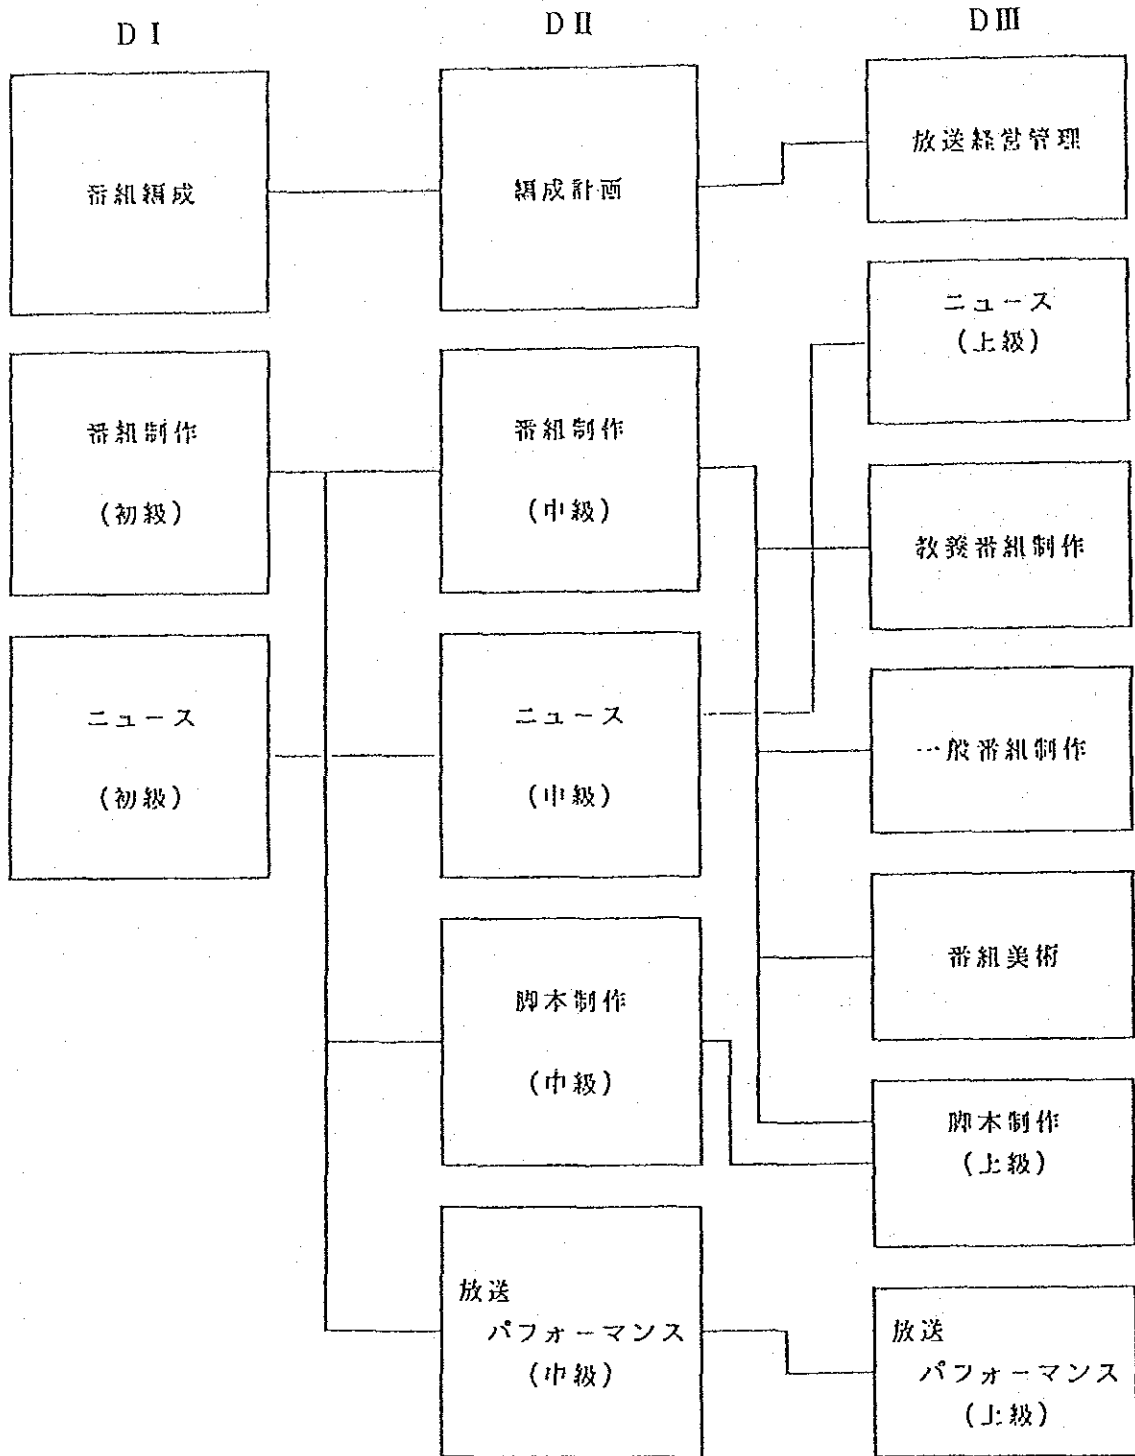 DⅠ
DⅡ
DⅢ
番組編成
編成計画
放送経営管理
ニュース
(上級)
番組制作
(初級)
番組制作
(中級)
教養番組制作
ニュース
(初級)
ニュース
(中級)
一般番組制作
脚本制作
(中級)
番組美術
脚本制作
(上級)
放送
パフォーマンス
(中級)
放送
パフォーマンス
(上級)